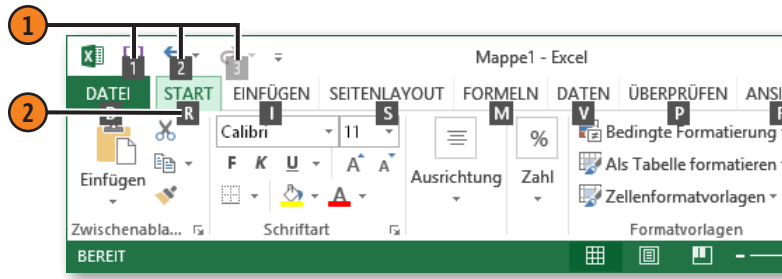 1
1 2 3 Mappe1 - Excel
DATEI START EINFÜGEN SEITENLAYOUT FORMELN DATEN ÜBERPRÜFEN ANSI
2
D R I S M V P F
Calibri 11 % Bedingte Formatierung
F K U A A Als Tabelle formatieren
Einfügen Ausrichtung Zahl
A Zellenformatvorlagen
Zwischenabla... Schriftart Formatvorlagen
BEREIT